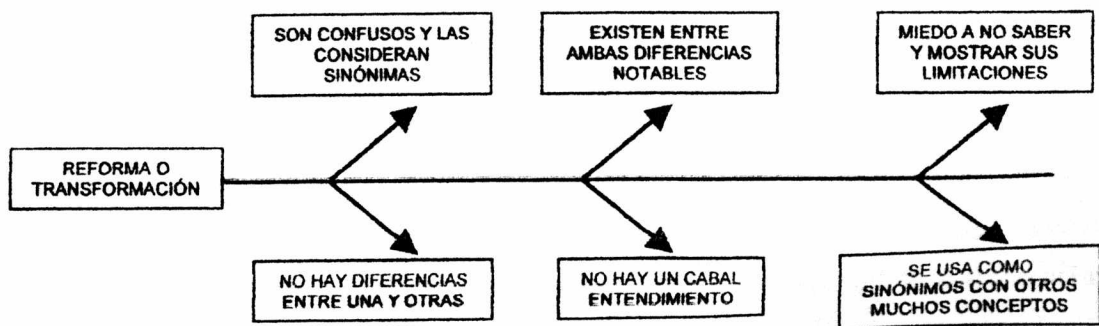 SON CONFUSOS Y LAS
CONSIDERAN
SINÓNIMAS
EXISTEN ENTRE
AMBAS DIFERENCIAS
NOTABLES
MIEDO A NO SABER
Y MOSTRAR SUS
LIMITACIONES
REFORMA O
TRANSFORMACIÓN
NO HAY DIFERENCIAS
ENTRE UNA Y OTRAS
NO HAY UN CABAL
ENTENDIMIENTO
SE USA COMO
SINÓNIMOS CON OTROS
MUCHOS CONCEPTOS